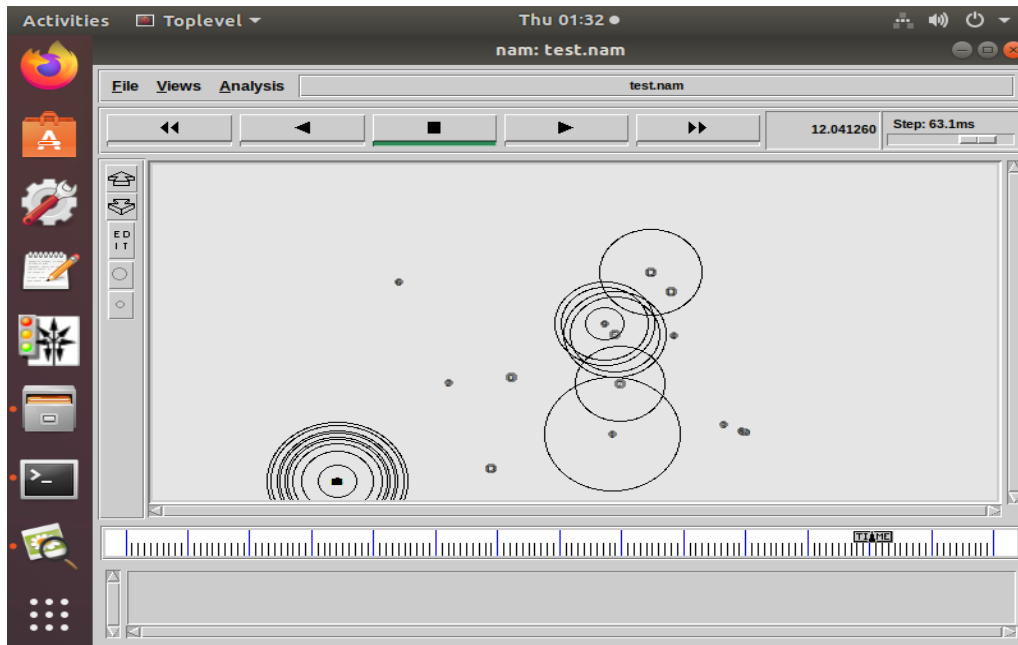 Activities Toplevel Thu 01:32
nam: test.nam
File Views Analysis test.nam
12.041260 Step: 63.1ms
ED
IT
TIME
>_